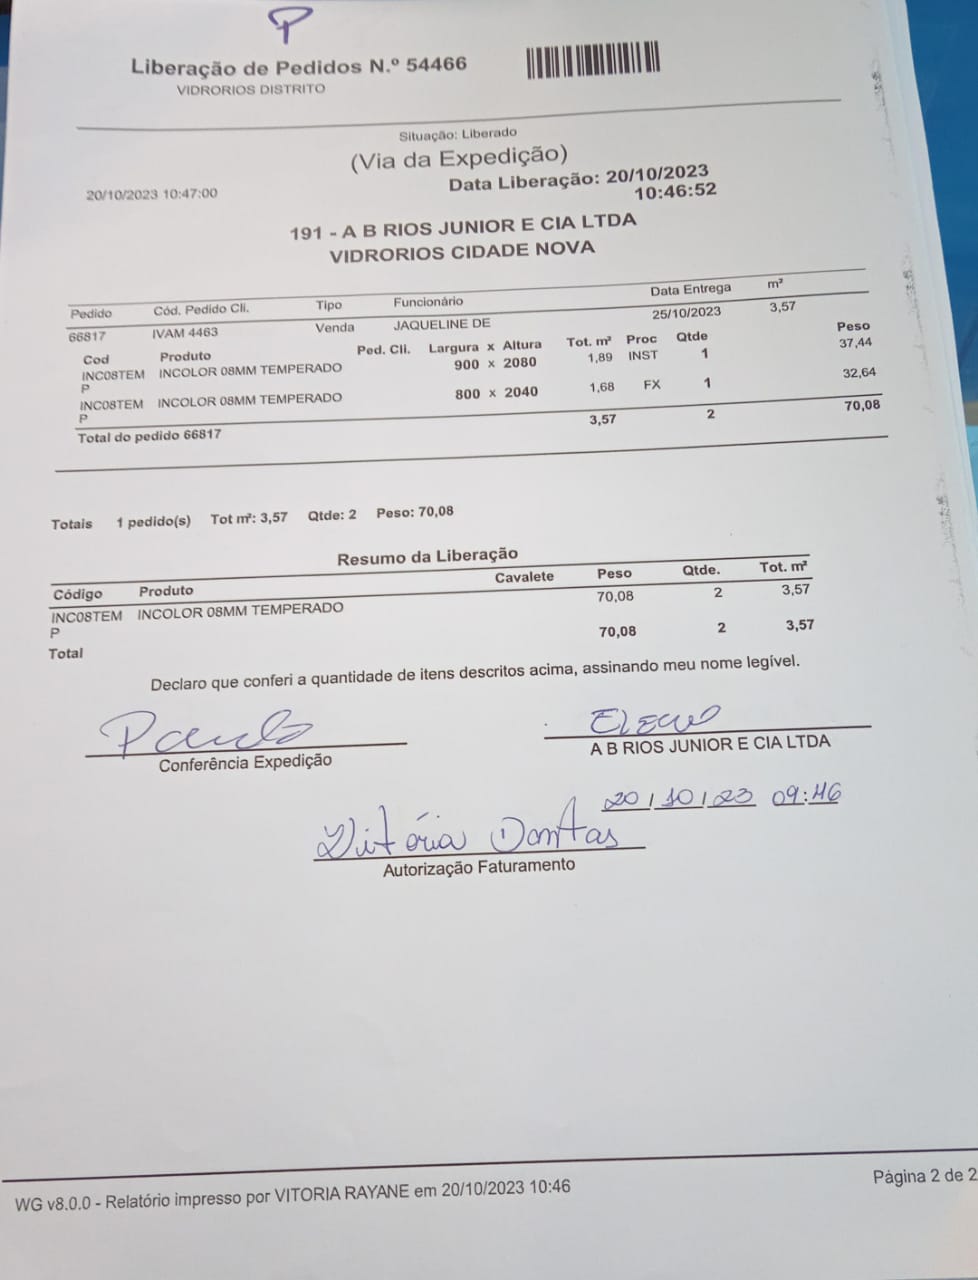 P
Liberação de Pedidos N.º 54466
VIDRORIOS DISTRITO
Situação: Liberado
(Via da Expedição)
20/10/2023 10:47:00 Data Liberação: 20/10/2023
10:46:52
191 - A B RIOS JUNIOR E CIA LTDA
VIDRORIOS CIDADE NOVA
Pedido Cód. Pedido Cli. Tipo Funcionário Data Entrega m²
66817 IVAM 4463 Venda JAQUELINE DE 25/10/2023 3,57
Cod Produto Ped. Cli. Largura x Altura Tot. m² Proc Qtde Peso
INC08TEM INCOLOR 08MM TEMPERADO 900 x 2080 1,89 INST 1 37,44
P
INC08TEM INCOLOR 08MM TEMPERADO 800 x 2040 1,68 FX 1 32,64
P
Total do pedido 66817 3,57 2 70,08
Totais 1 pedido(s) Tot m²: 3,57 Qtde: 2 Peso: 70,08
Resumo da Liberação
Código Produto Cavalete Peso Qtde. Tot. m²
INC08TEM INCOLOR 08MM TEMPERADO 70,08 2 3,57
P
Total 70,08 2 3,57
Declaro que conferi a quantidade de itens descritos acima, assinando meu nome legível.
Paulo
Conferência Expedição A B RIOS JUNIOR E CIA LTDA
20/10/23 09:46
Vitória Dantas
Autorização Faturamento
WG v8.0.0 - Relatório impresso por VITORIA RAYANE em 20/10/2023 10:46 Página 2 de 2